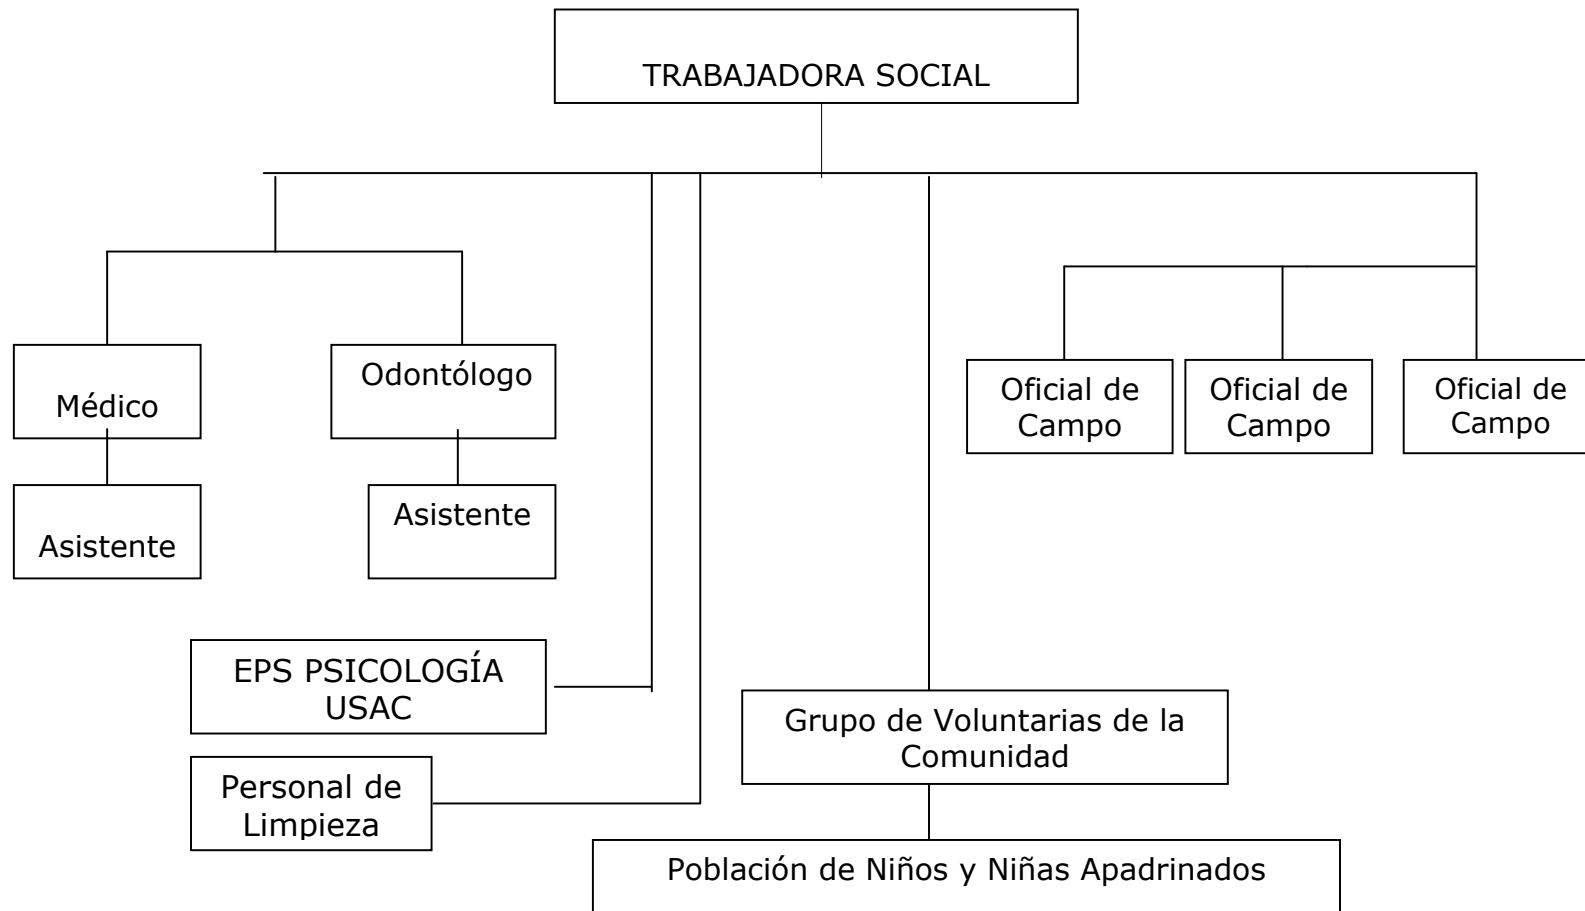 TRABAJADORA SOCIAL
Médico
Odontólogo
Oficial de
Campo
Oficial de
Campo
Oficial de
Campo
Asistente
Asistente
EPS PSICOLOGÍA
USAC
Grupo de Voluntarias de la
Comunidad
Personal de
Limpieza
Población de Niños y Niñas Apadrinados